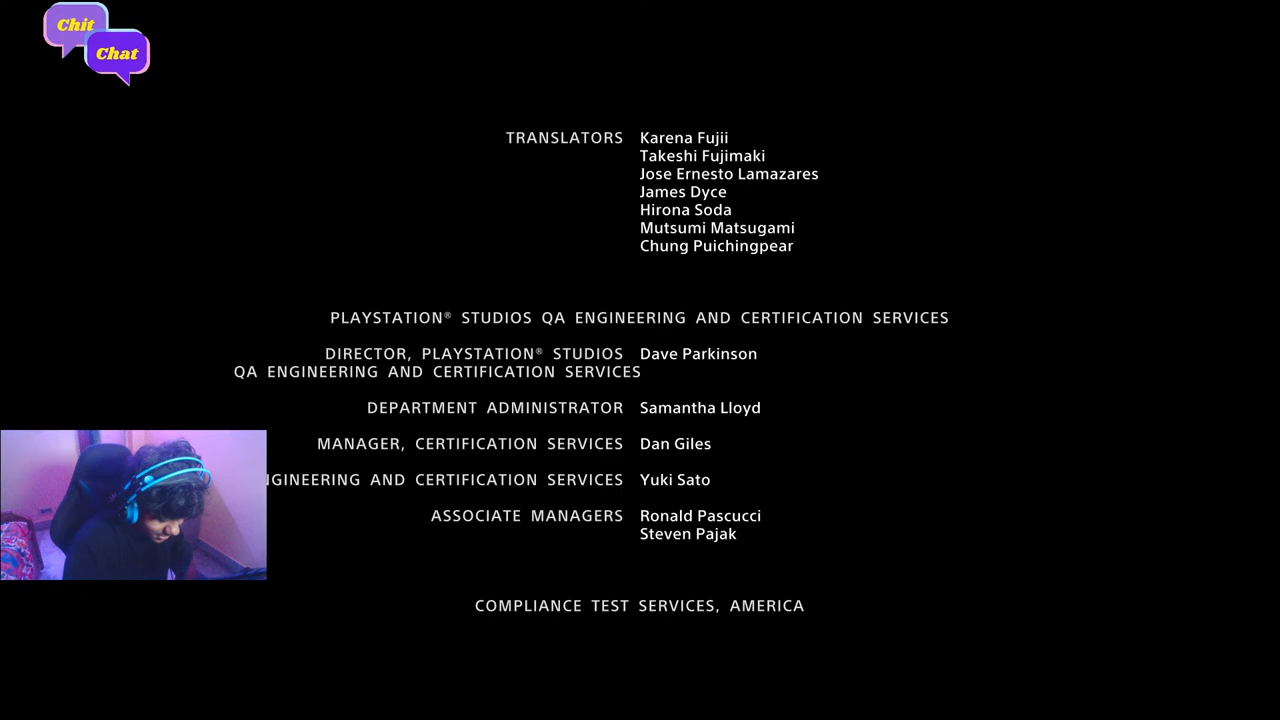 Chit
Chat
TRANSLATORS Karena Fujii
Takeshi Fujimaki
Jose Ernesto Lamazares
James Dyce
Hirona Soda
Mutsumi Matsugami
Chung Puichingpear
PLAYSTATION® STUDIOS QA ENGINEERING AND CERTIFICATION SERVICES
DIRECTOR, PLAYSTATION® STUDIOS Dave Parkinson
QA ENGINEERING AND CERTIFICATION SERVICES
DEPARTMENT ADMINISTRATOR Samantha Lloyd
MANAGER, CERTIFICATION SERVICES Dan Giles
AND CERTIFICATION SERVICES Yuki Sato
ASSOCIATE MANAGERS Ronald Pascucci
Steven Pajak
COMPLIANCE TEST SERVICES, AMERICA